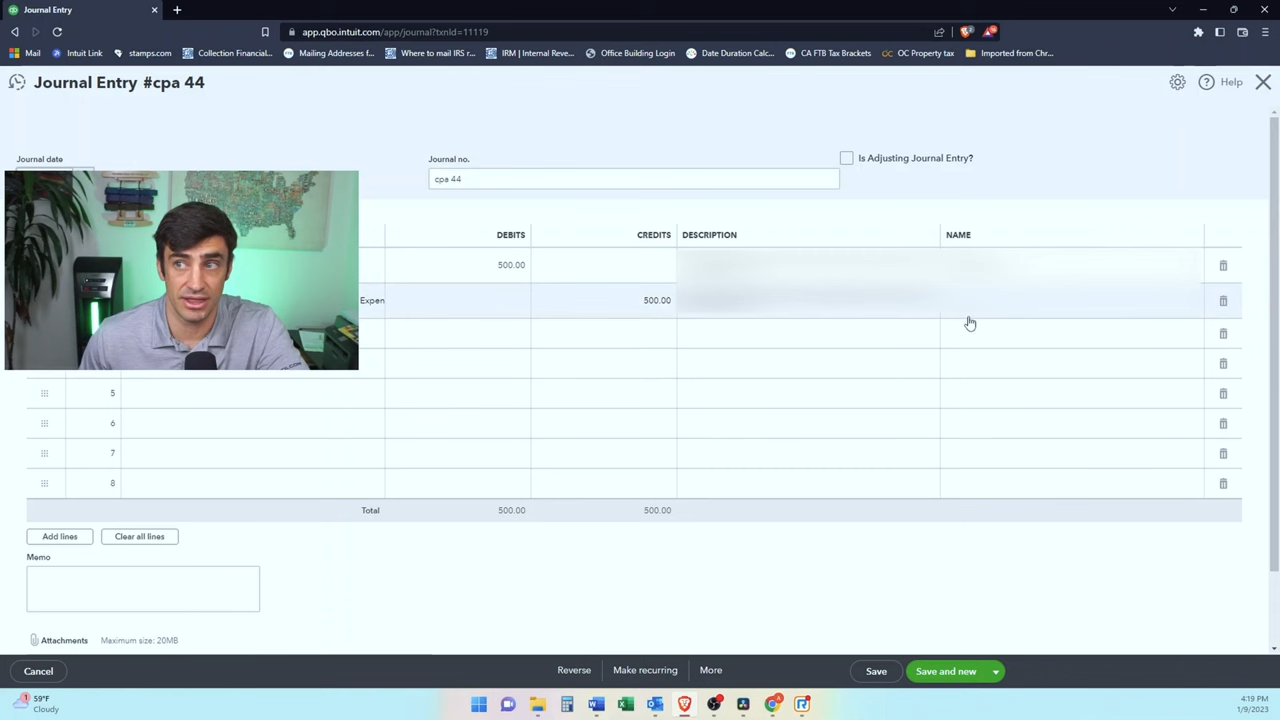 Journal Entry
app.qbo.intuit.com/app/journal?txnId=11119
Mail Intuit Link stamps.com Collection Financial... Mailing Addresses f... Where to mail IRS r... IRM | Internal Reve... Office Building Login Date Duration Calc... CA FTB Tax Brackets OC Property tax Imported from Chr...
Journal Entry #cpa 44
Help
Journal date
Journal no.
Is Adjusting Journal Entry?
cpa 44
DEBITS CREDITS DESCRIPTION NAME
500.00
Expen 500.00
5
6
7
8
Total 500.00 500.00
Add lines Clear all lines
Memo
Attachments Maximum size: 20MB
Cancel Reverse Make recurring More Save Save and new
1 59°F
Cloudy
4:19 PM
1/9/2023